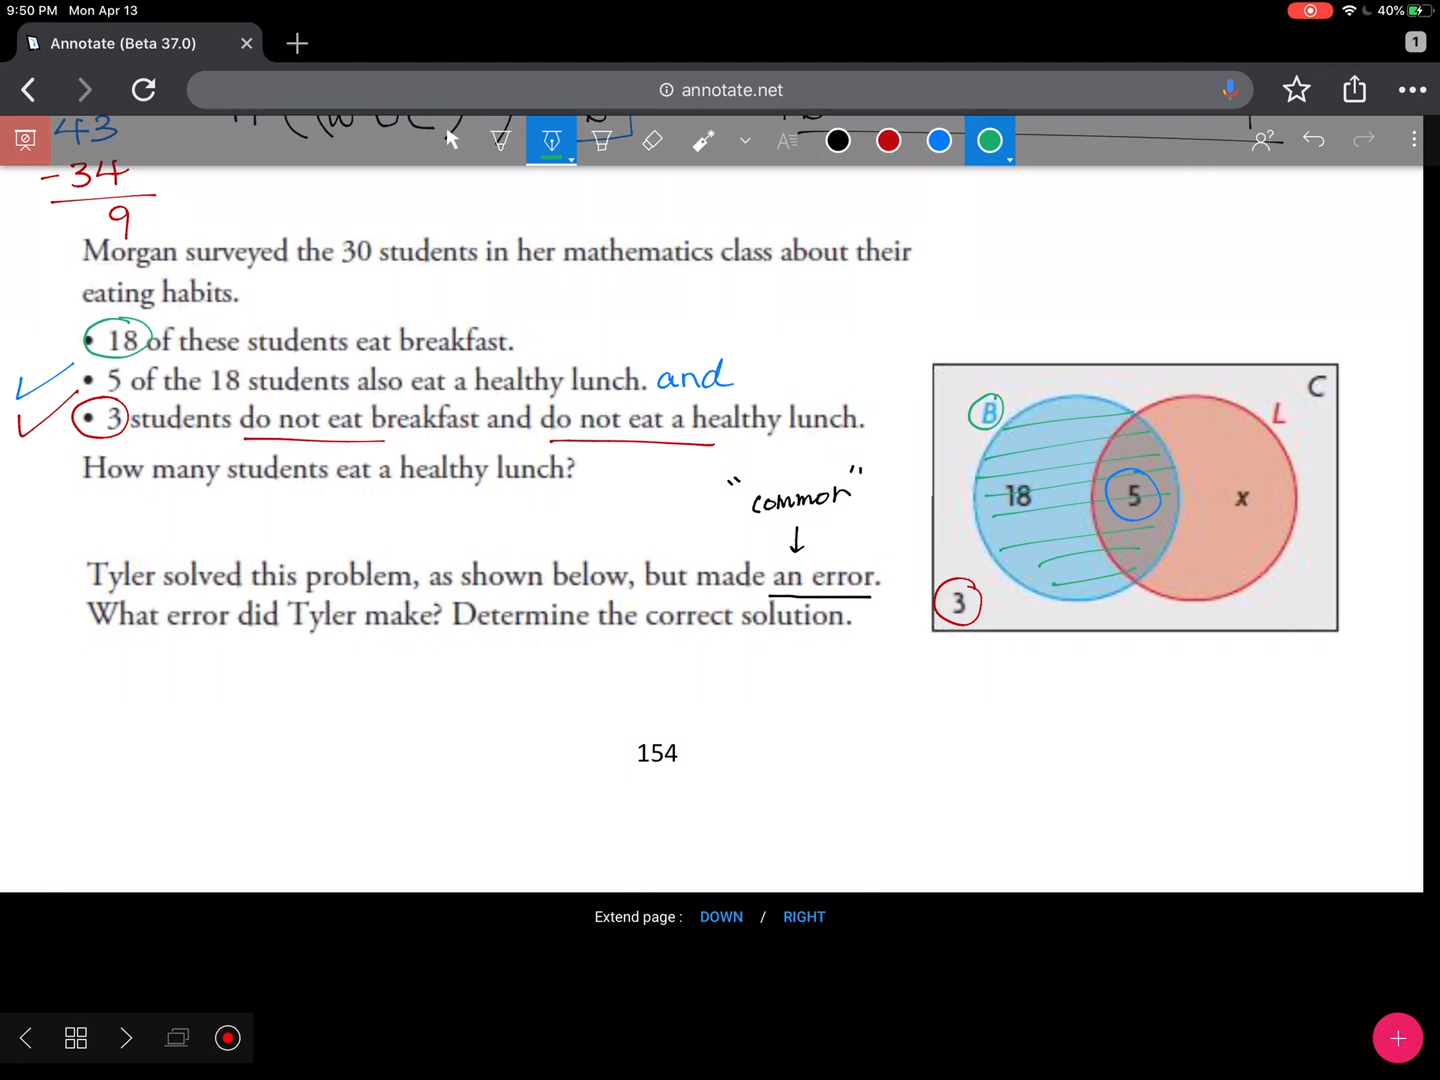 9:50 PM Mon Apr 13
40%
Annotate (Beta 37.0)
1
annotate.net
43
- 34
9
Morgan surveyed the 30 students in her mathematics class about their
eating habits.
• 18 of these students eat breakfast.
• 5 of the 18 students also eat a healthy lunch. and
• 3 students do not eat breakfast and do not eat a healthy lunch.
How many students eat a healthy lunch?
"common"
Tyler solved this problem, as shown below, but made an error.
What error did Tyler make? Determine the correct solution.
C
B
L
18
5
x
3
154
Extend page : DOWN / RIGHT